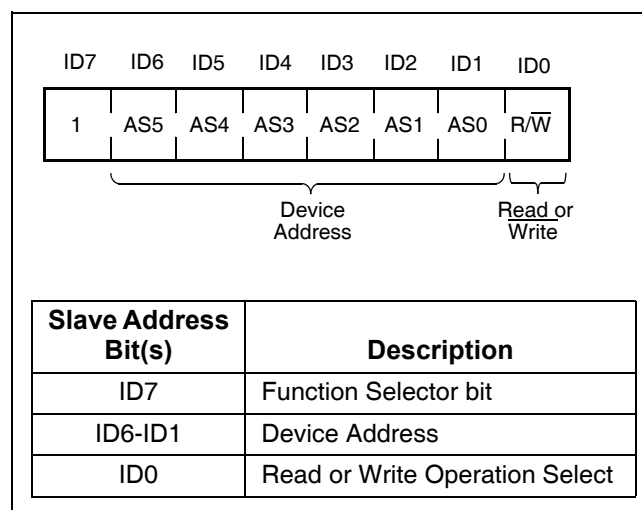 ID7 ID6 ID5 ID4 ID3 ID2 ID1 ID0
1 AS5 AS4 AS3 AS2 AS1 AS0 R/W̅
Device Read or
Address Write
Slave Address
Bit(s) Description
ID7 Function Selector bit
ID6-ID1 Device Address
ID0 Read or Write Operation Select